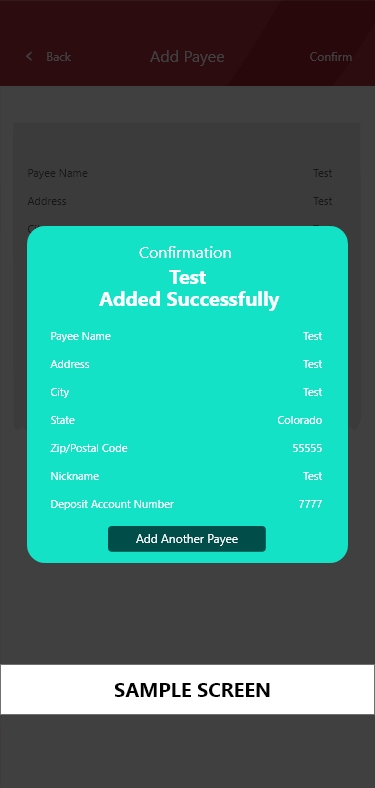 Back Add Payee Confirm
Payee Name Test
Address Test
Confirmation
Test
Added Successfully
Payee Name Test
Address Test
City Test
State Colorado
Zip/Postal Code 55555
Nickname Test
Deposit Account Number 7777
Add Another Payee
SAMPLE SCREEN